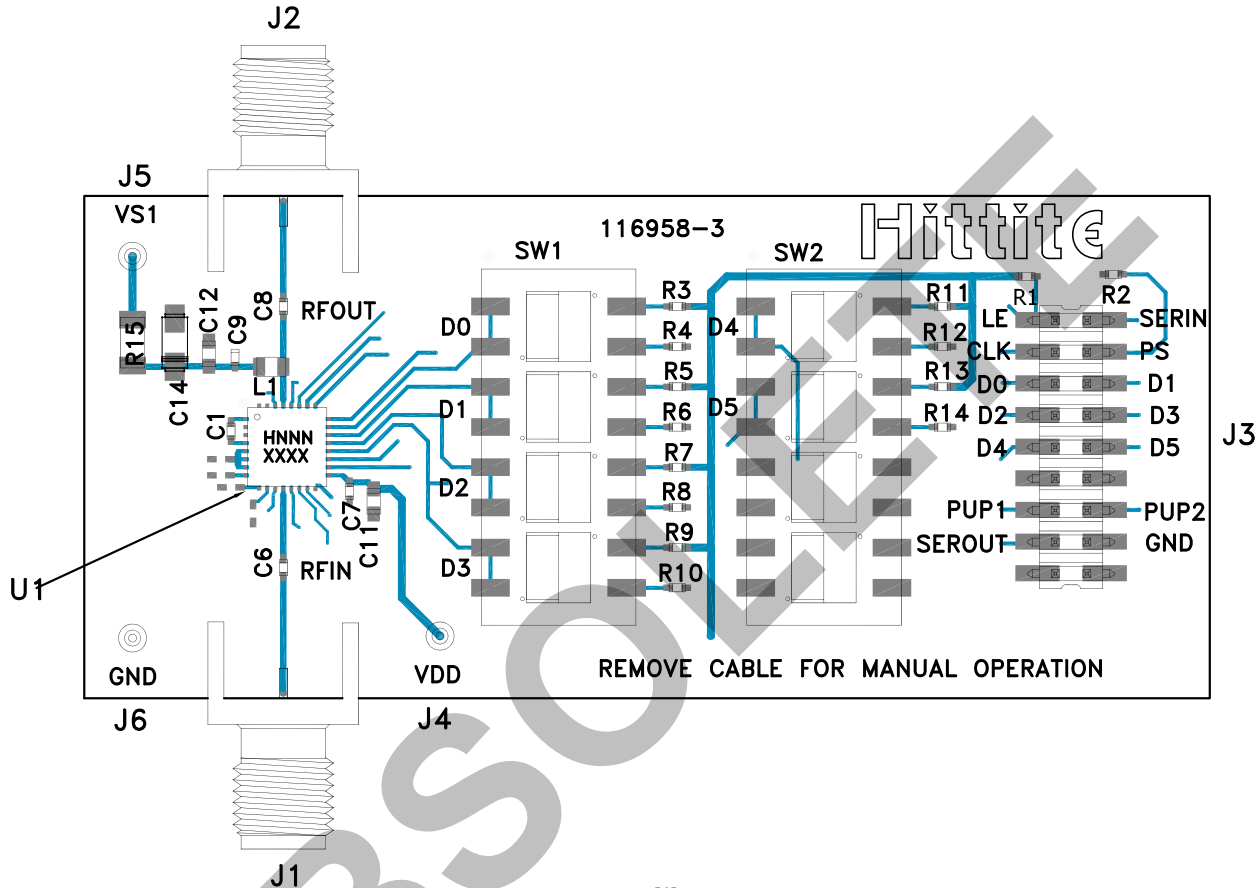 J2
J5
VS1
116958-3
Hittite
SW1
SW2
C12
C9
C8
RFOUT
R15
C14
L1
C1
HNNN
XXXX
U1
C7
C11
C6
RFIN
D0
D1
D2
D3
R3
R4
R5
R6
R7
R8
R9
R10
D4
D5
R11
R12
R13
R14
R1
R2
LE
SERIN
CLK
PS
D0
D1
D2
D3
D4
D5
J3
PUP1
PUP2
SEROUT
GND
GND
VDD
REMOVE CABLE FOR MANUAL OPERATION
J6
J4
J1
OBSOLETE